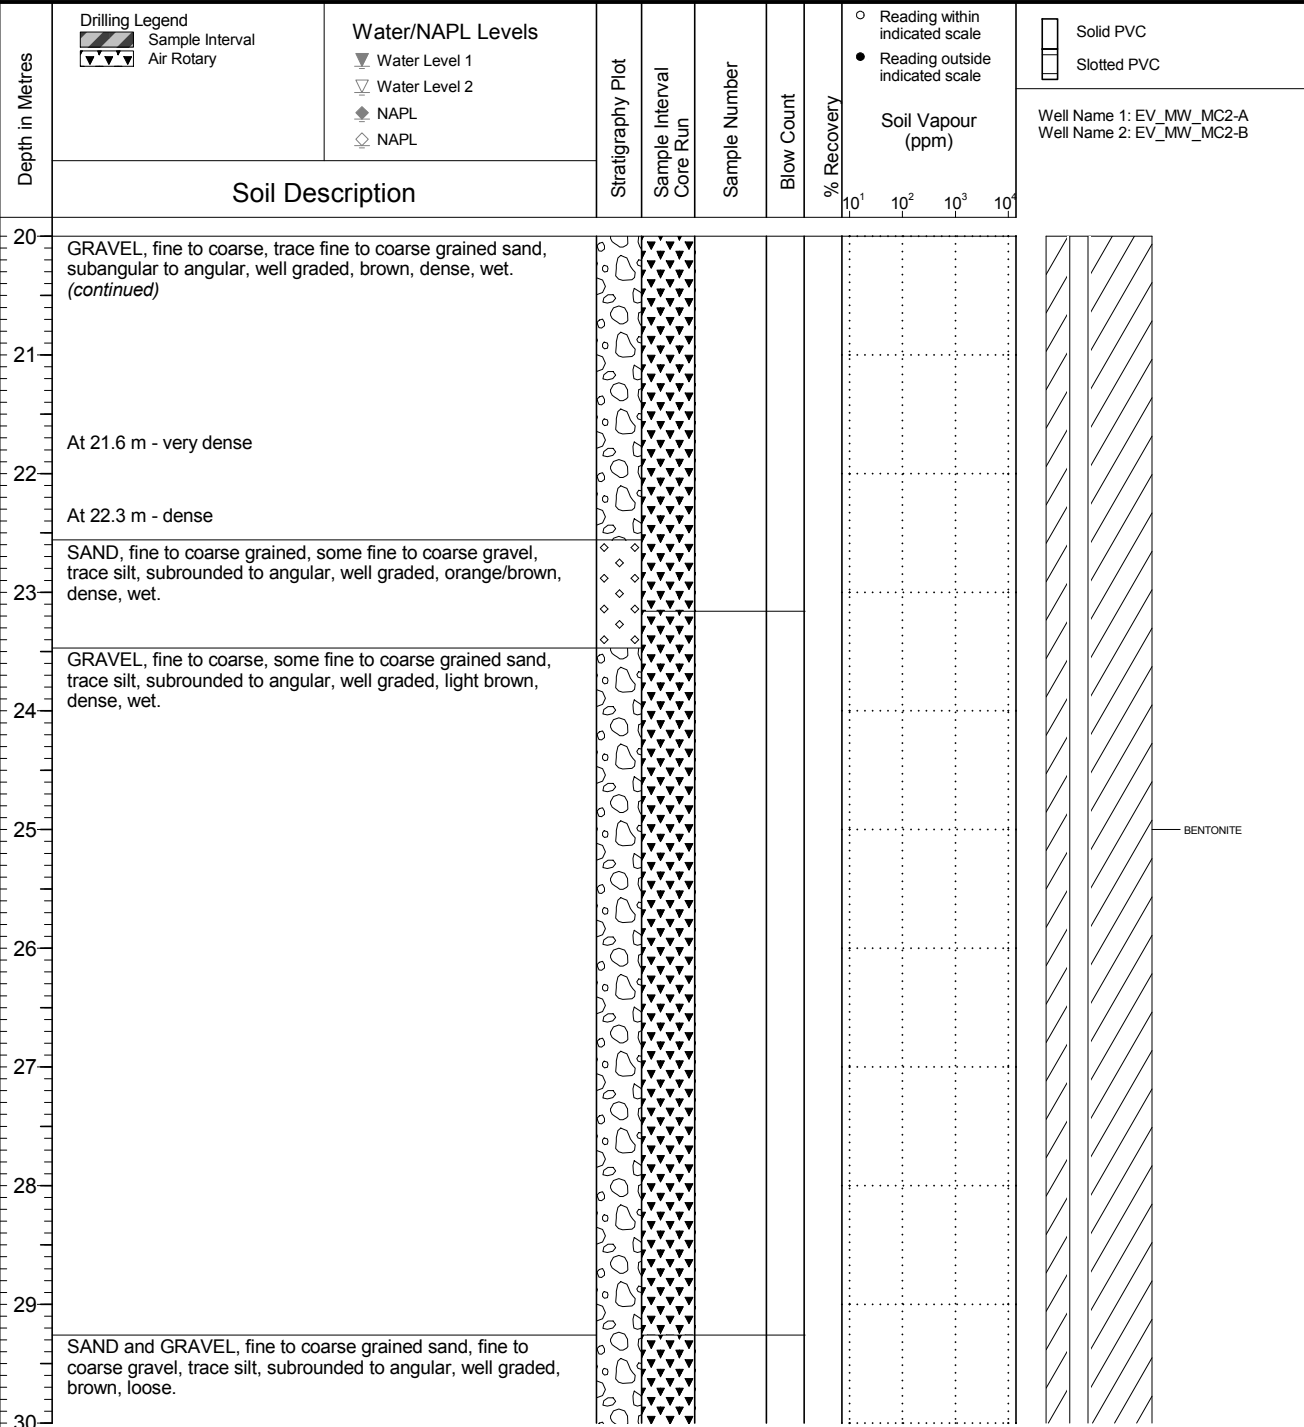 Depth in Metres
Drilling Legend
Sample Interval
Air Rotary
Water/NAPL Levels
Water Level 1
Water Level 2
NAPL
NAPL
Soil Description
Stratigraphy Plot
Sample Interval
Core Run
Sample Number
Blow Count
% Recovery
Reading within
indicated scale
Reading outside
indicated scale
Soil Vapour
(ppm)
10¹ 10² 10³ 10⁴
Solid PVC
Slotted PVC
Well Name 1: EV_MW_MC2-A
Well Name 2: EV_MW_MC2-B
20
GRAVEL, fine to coarse, trace fine to coarse grained sand,
subangular to angular, well graded, brown, dense, wet.
(continued)
21
At 21.6 m - very dense
22
At 22.3 m - dense
SAND, fine to coarse grained, some fine to coarse gravel,
trace silt, subrounded to angular, well graded, orange/brown,
dense, wet.
23
GRAVEL, fine to coarse, some fine to coarse grained sand,
trace silt, subrounded to angular, well graded, light brown,
dense, wet.
24
25
BENTONITE
26
27
28
29
SAND and GRAVEL, fine to coarse grained sand, fine to
coarse gravel, trace silt, subrounded to angular, well graded,
brown, loose.
30